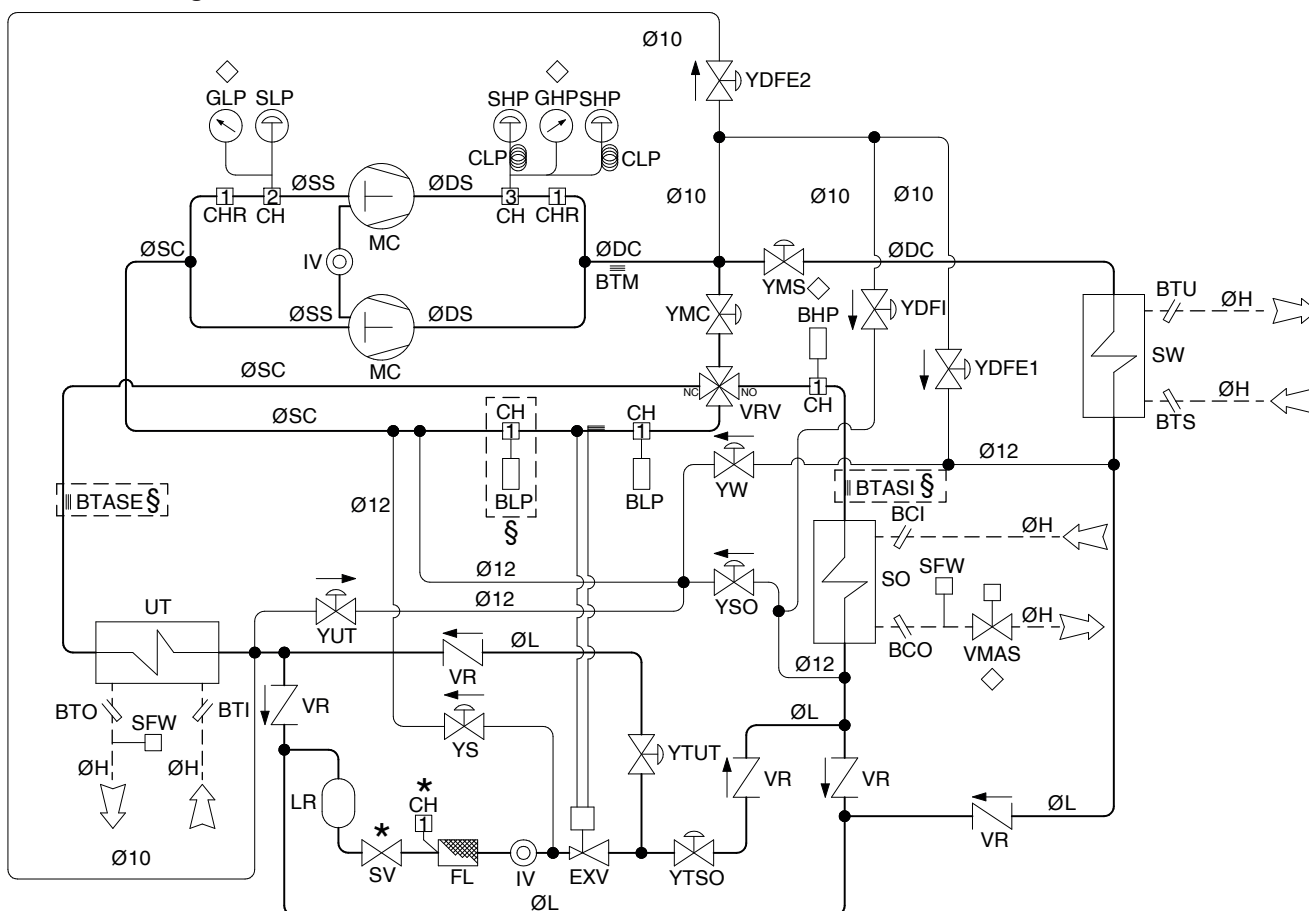 Ø10
YDFE2
GLP
SLP
SHP
GHP
SHP
CLP
CLP
ØSS
ØDS
Ø10
Ø10
Ø10
1
2
3
1
CHR
CH
CH
CHR
MC
ØSC
IV
ØDC
BTM
YMS
ØDC
BTU
ØH
ØSS
ØDS
YMC
BHP
YDFI
SW
MC
YDFE1
ØSC
NC
NO
VRV
1
CH
ØH
BTS
ØSC
CH
1
CH
1
YW
Ø12
BTASE §
BLP
BLP
BTASI §
Ø12
§
BCI
ØH
SFW
SO
UT
Ø12
Ø12
YSO
ØH
YUT
BCO
VMAS
ØL
VR
Ø12
BTO
BTI
SFW
VR
YS
YTUT
ØL
VR
VR
ØH
ØH
LR
*
CH
1
*
ØL
VR
Ø10
SV
FL
IV
EXV
YTSO
ØL